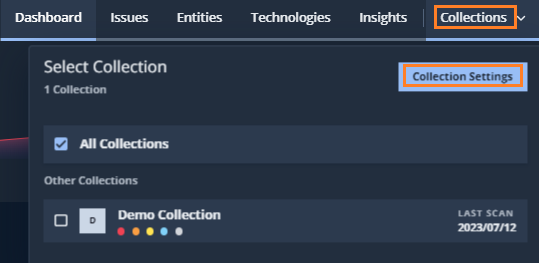 Dashboard Issues Entities Technologies Insights Collections
Select Collection
Collection Settings
1 Collection
All Collections
Other Collections
D Demo Collection
LAST SCAN
2023/07/12